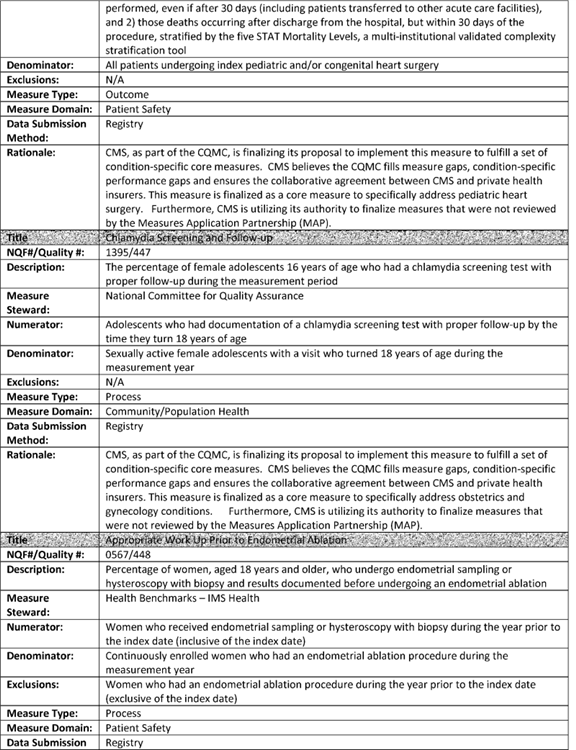 performed, even if after 30 days (including patients transferred to other acute care facilities),
and 2) those deaths occurring after discharge from the hospital, but within 30 days of the
procedure, stratified by the five STAT Mortality Levels, a multi-institutional validated complexity
stratification tool
Denominator: All patients undergoing index pediatric and/or congenital heart surgery
Exclusions: N/A
Measure Type: Outcome
Measure Domain: Patient Safety
Data Submission Registry
Method:
Rationale: CMS, as part of the CQMC, is finalizing its proposal to implement this measure to fulfill a set of
condition-specific core measures. CMS believes the CQMC fills measure gaps, condition-specific
performance gaps and ensures the collaborative agreement between CMS and private health
insurers. This measure is finalized as a core measure to specifically address pediatric heart
surgery. Furthermore, CMS is utilizing its authority to finalize measures that were not reviewed
by the Measures Application Partnership (MAP).
Title Chlamydia Screening and Follow-up
NQF#/Quality #: 1395/447
Description: The percentage of female adolescents 16 years of age who had a chlamydia screening test with
proper follow-up during the measurement period
Measure National Committee for Quality Assurance
Steward:
Numerator: Adolescents who had documentation of a chlamydia screening test with proper follow-up by the
time they turn 18 years of age
Denominator: Sexually active female adolescents with a visit who turned 18 years of age during the
measurement year
Exclusions: N/A
Measure Type: Process
Measure Domain: Community/Population Health
Data Submission Registry
Method:
Rationale: CMS, as part of the CQMC, is finalizing its proposal to implement this measure to fulfill a set of
condition-specific core measures. CMS believes the CQMC fills measure gaps, condition-specific
performance gaps and ensures the collaborative agreement between CMS and private health
insurers. This measure is finalized as a core measure to specifically address obstetrics and
gynecology conditions. Furthermore, CMS is utilizing its authority to finalize measures that
were not reviewed by the Measures Application Partnership (MAP).
Title Appropriate Work Up Prior to Endometrial Ablation
NQF#/Quality #: 0567/448
Description: Percentage of women, aged 18 years and older, who undergo endometrial sampling or
hysteroscopy with biopsy and results documented before undergoing an endometrial ablation
Measure Health Benchmarks – IMS Health
Steward:
Numerator: Women who received endometrial sampling or hysteroscopy with biopsy during the year prior to
the index date (inclusive of the index date)
Denominator: Continuously enrolled women who had an endometrial ablation procedure during the
measurement year
Exclusions: Women who had an endometrial ablation procedure during the year prior to the index date
(exclusive of the index date)
Measure Type: Process
Measure Domain: Patient Safety
Data Submission Registry